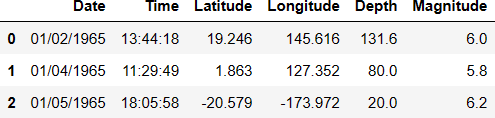 Date Time Latitude Longitude Depth Magnitude
0 01/02/1965 13:44:18 19.246 145.616 131.6 6.0
1 01/04/1965 11:29:49 1.863 127.352 80.0 5.8
2 01/05/1965 18:05:58 -20.579 -173.972 20.0 6.2